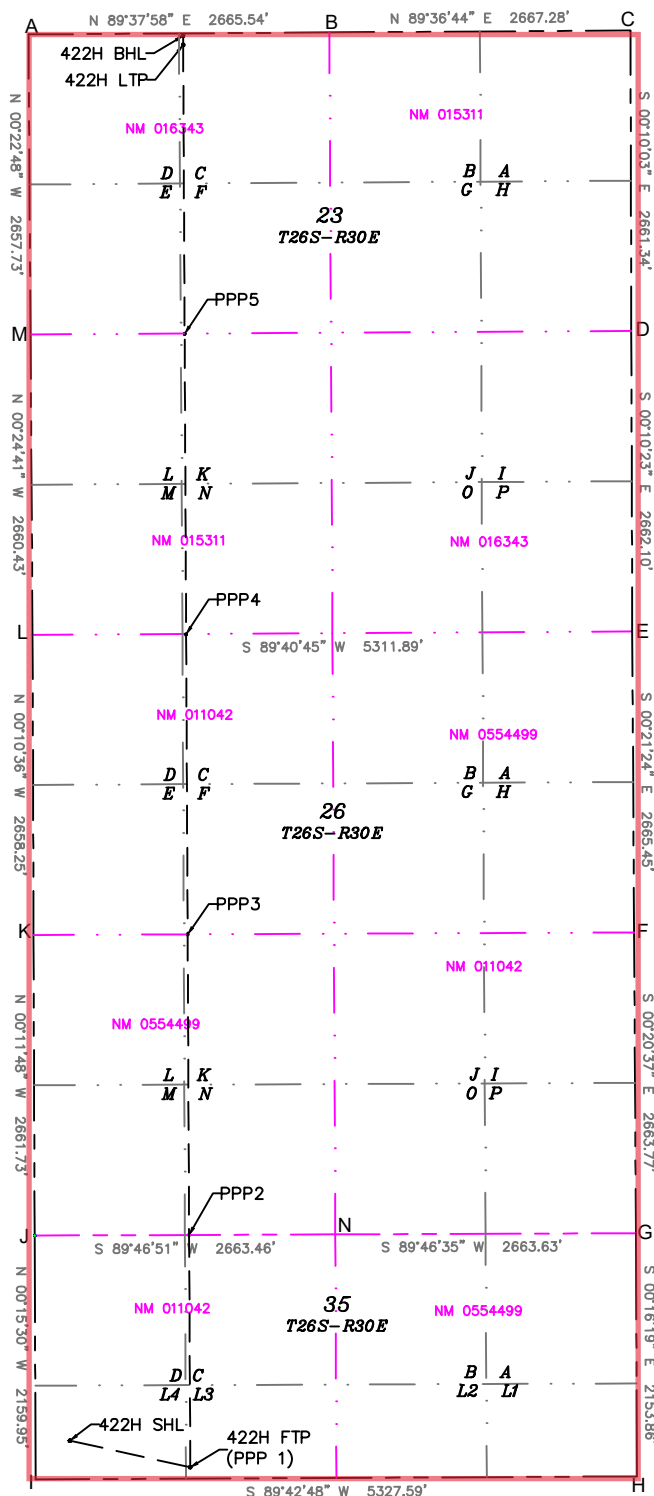 N 89°37'58" E 2665.54'
N 89°36'44" E 2667.28'
A
B
C
422H BHL
422H LTP
NM 016343
NM 015311
N 00°22'48" W 2657.73'
S 00°10'03" E 2661.34'
D C
E F
B A
G H
23
T26S-R30E
PPP5
M
D
N 00°24'41" W 2660.43'
S 00°10'23" E 2662.10'
L K
M N
J I
O P
NM 015311
NM 016343
PPP4
L
E
S 89°40'45" W 5311.89'
NM 011042
NM 0554499
N 00°10'36" W 2658.25'
S 00°21'24" E 2665.45'
D C
E F
B A
G H
26
T26S-R30E
PPP3
K
F
NM 011042
NM 0554499
N 00°11'48" W 2661.73'
S 00°20'37" E 2663.77'
L K
M N
J I
O P
PPP2
J
N
G
S 89°46'51" W 2663.46'
S 89°46'35" W 2663.63'
35
T26S-R30E
NM 011042
NM 0554499
N 00°15'30" W 2159.95'
S 00°16'19" E 2153.86'
D C
L4 L3
B A
L2 L1
422H SHL
422H FTP
(PPP 1)
I
H
S 89°42'48" W 5327.59'